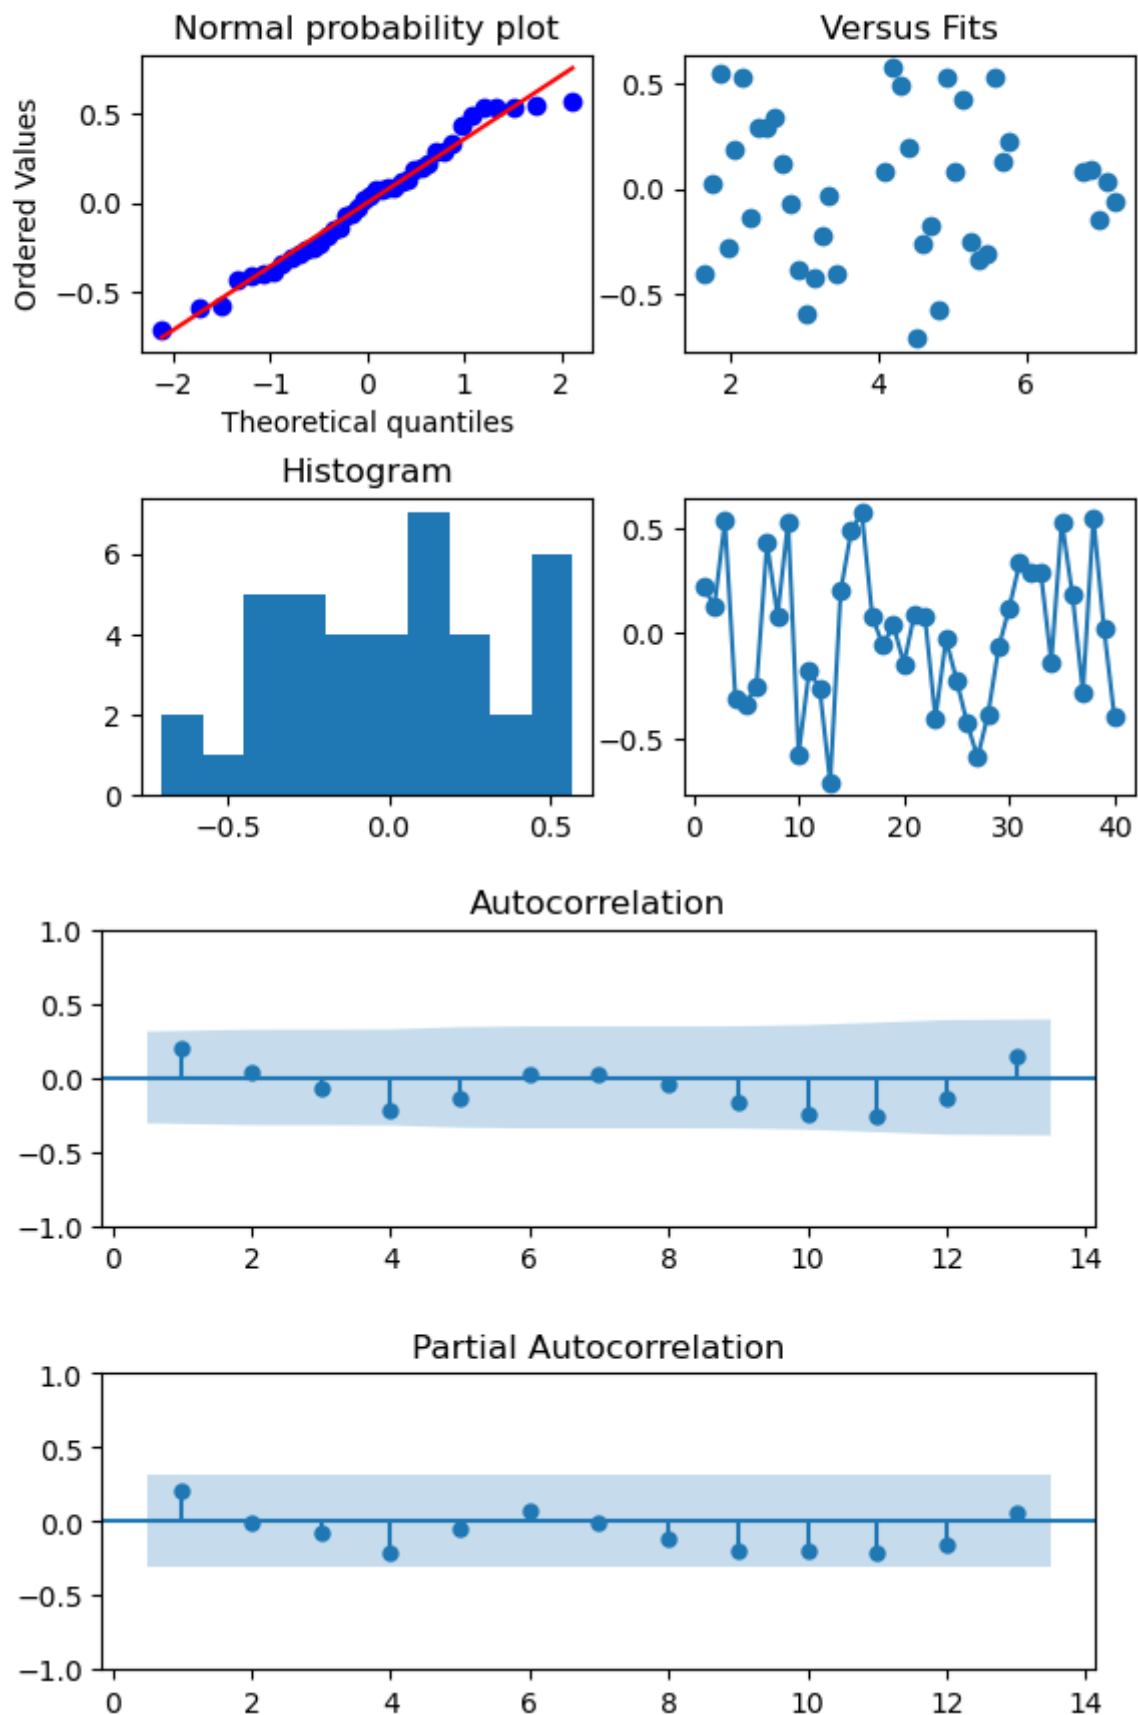 Normal probability plot
Versus Fits
Ordered Values
0.5
0.0
−0.5
−2 −1 0 1 2
Theoretical quantiles
0.5
0.0
−0.5
2 4 6
Histogram
6
4
2
0
−0.5 0.0 0.5
0.5
0.0
−0.5
0 10 20 30 40
Autocorrelation
1.0
0.5
0.0
−0.5
−1.0
0 2 4 6 8 10 12 14
Partial Autocorrelation
1.0
0.5
0.0
−0.5
−1.0
0 2 4 6 8 10 12 14